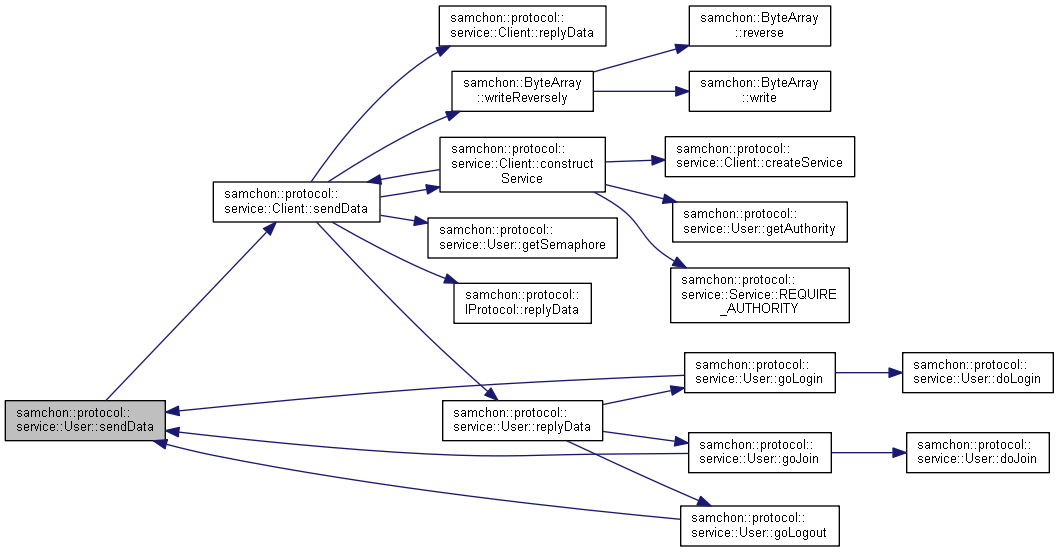 samchon::protocol::
service::Client::replyData
samchon::ByteArray
::reverse
samchon::ByteArray
::writeReversely
samchon::ByteArray
::write
samchon::protocol::
service::Client::construct
Service
samchon::protocol::
service::Client::createService
samchon::protocol::
service::Client::sendData
samchon::protocol::
service::User::getAuthority
samchon::protocol::
service::User::getSemaphore
samchon::protocol::
service::Service::REQUIRE
_AUTHORITY
samchon::protocol::
IProtocol::replyData
samchon::protocol::
service::User::goLogin
samchon::protocol::
service::User::doLogin
samchon::protocol::
service::User::sendData
samchon::protocol::
service::User::replyData
samchon::protocol::
service::User::goJoin
samchon::protocol::
service::User::doJoin
samchon::protocol::
service::User::goLogout